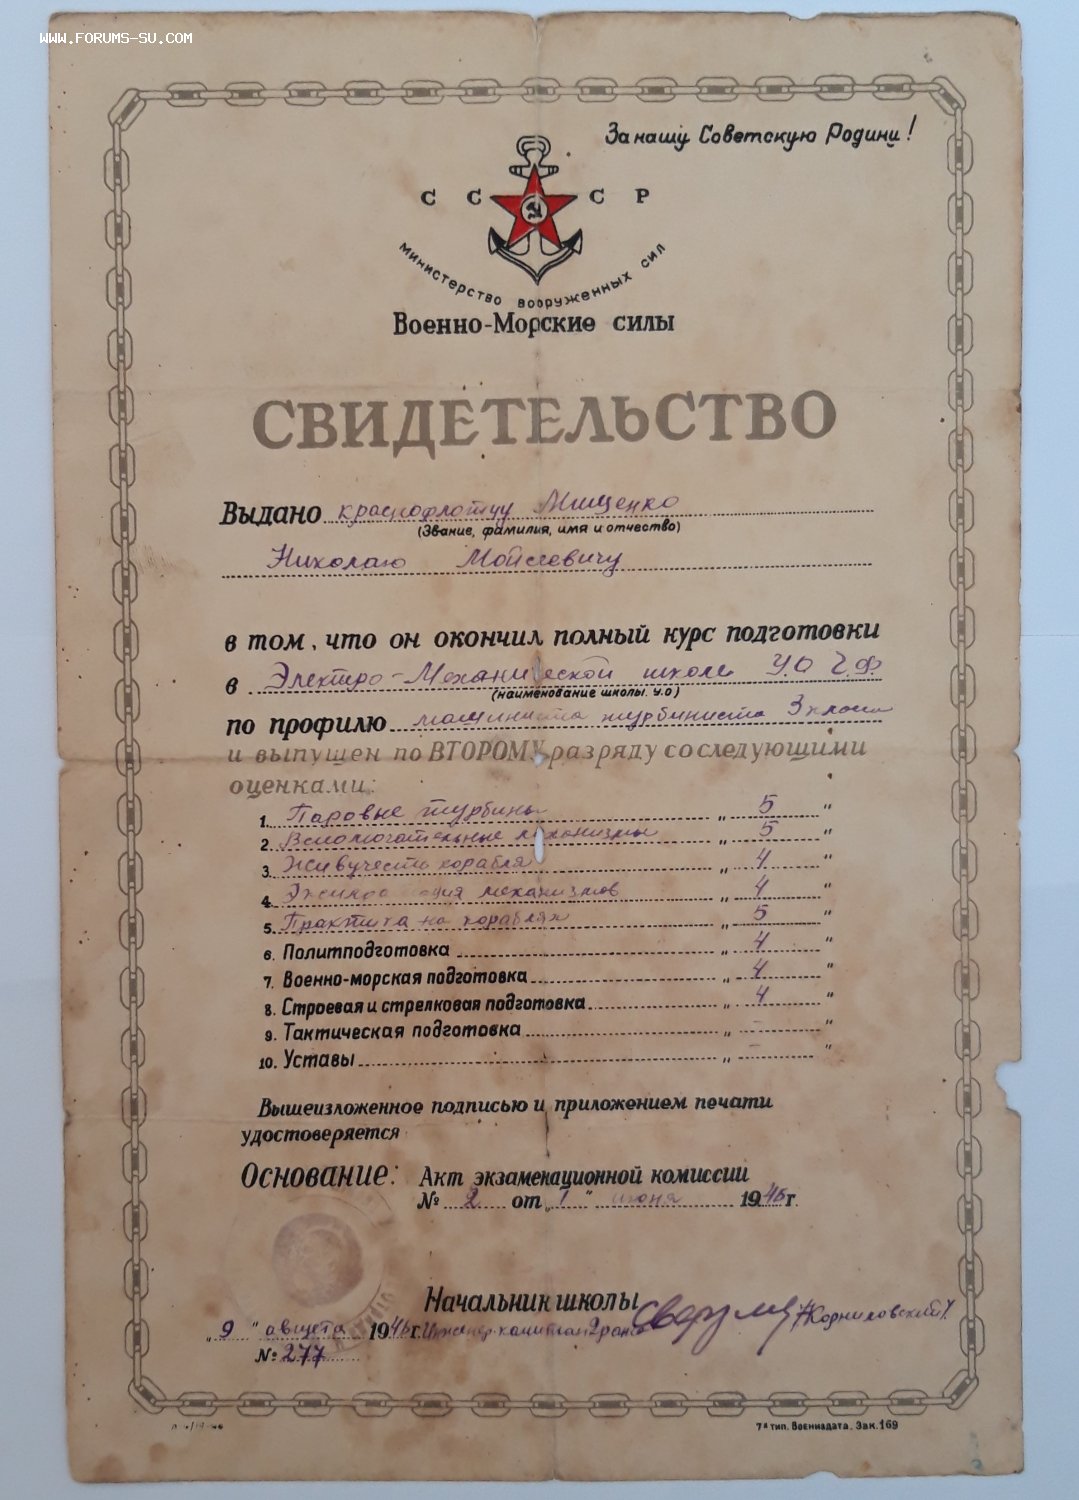 WWW.FORUMS-SU.COM
За нашу Советскую Родину!
С С С Р
министерство вооруженных сил
Военно-Морские силы
СВИДЕТЕЛЬСТВО
Выдано краснофлотцу Мищенко
(Звание, фамилия, имя и отчество)
Николаю Мойсеевичу
в том, что он окончил полный курс подготовки
в Электро-Механической школе У.О Ч.Ф.
(наименование школы. У.О)
по профилю машиниста турбиниста 3 класса
и выпущен по ВТОРОМУ разряду со следующими
оценками:
1. Паровые турбины „ 5 "
2. Вспомогательные механизмы „ 5 "
3. Живучесть корабля „ 4 "
4. механизмов „ 4 "
5. Практика на кораблях „ 5 "
6. Политподготовка „ 4 "
7. Военно-морская подготовка „ 4 "
8. Строевая и стрелковая подготовка „ 4 "
9. Тактическая подготовка „ – "
10. Уставы „ – "
Вышеизложенное подписью и приложением печати
удостоверяется
Основание: Акт экзаменационной комиссии
№ 2 от „1" июня 1946 г.
Начальник школы
„9" августа 1946 г. Инженер-капитан 2 ранга /Корниловский/
№ 277
7я тип. Воениздата. Зак. 169